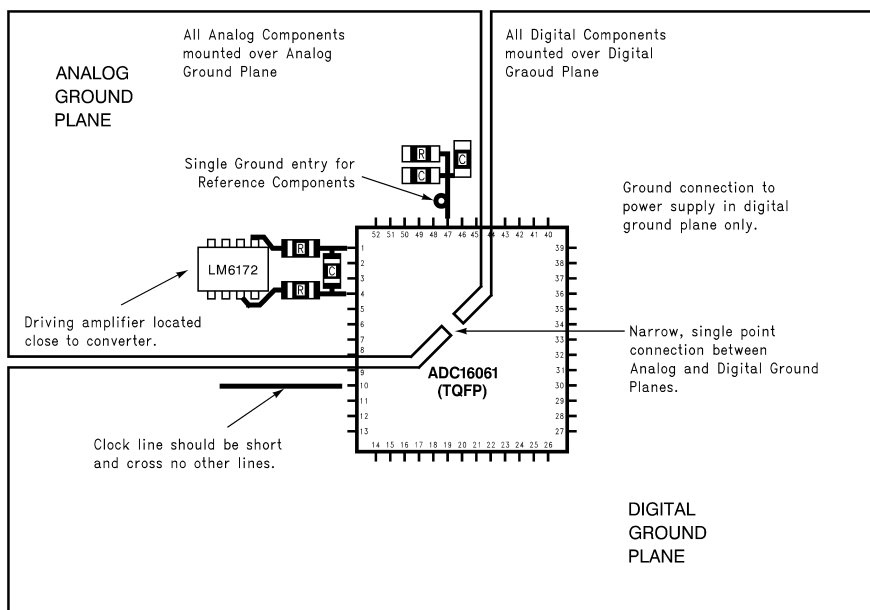 All Analog Components
mounted over Analog
Ground Plane
All Digital Components
mounted over Digital
Graoud Plane
ANALOG
GROUND
PLANE
R
C
C
Single Ground entry for
Reference Components
Ground connection to
power supply in digital
ground plane only.
52 51 50 49 48 47 46 45 44 43 42 41 40
LM6172
R
C
R
1
2
3
4
5
6
7
8
9
10
11
12
13
39
38
37
36
35
34
33
32
31
30
29
28
27
Driving amplifier located
close to converter.
Narrow, single point
connection between
Analog and Digital Ground
Planes.
ADC16061
(TQFP)
Clock line should be short
and cross no other lines.
14 15 16 17 18 19 20 21 22 23 24 25 26
DIGITAL
GROUND
PLANE